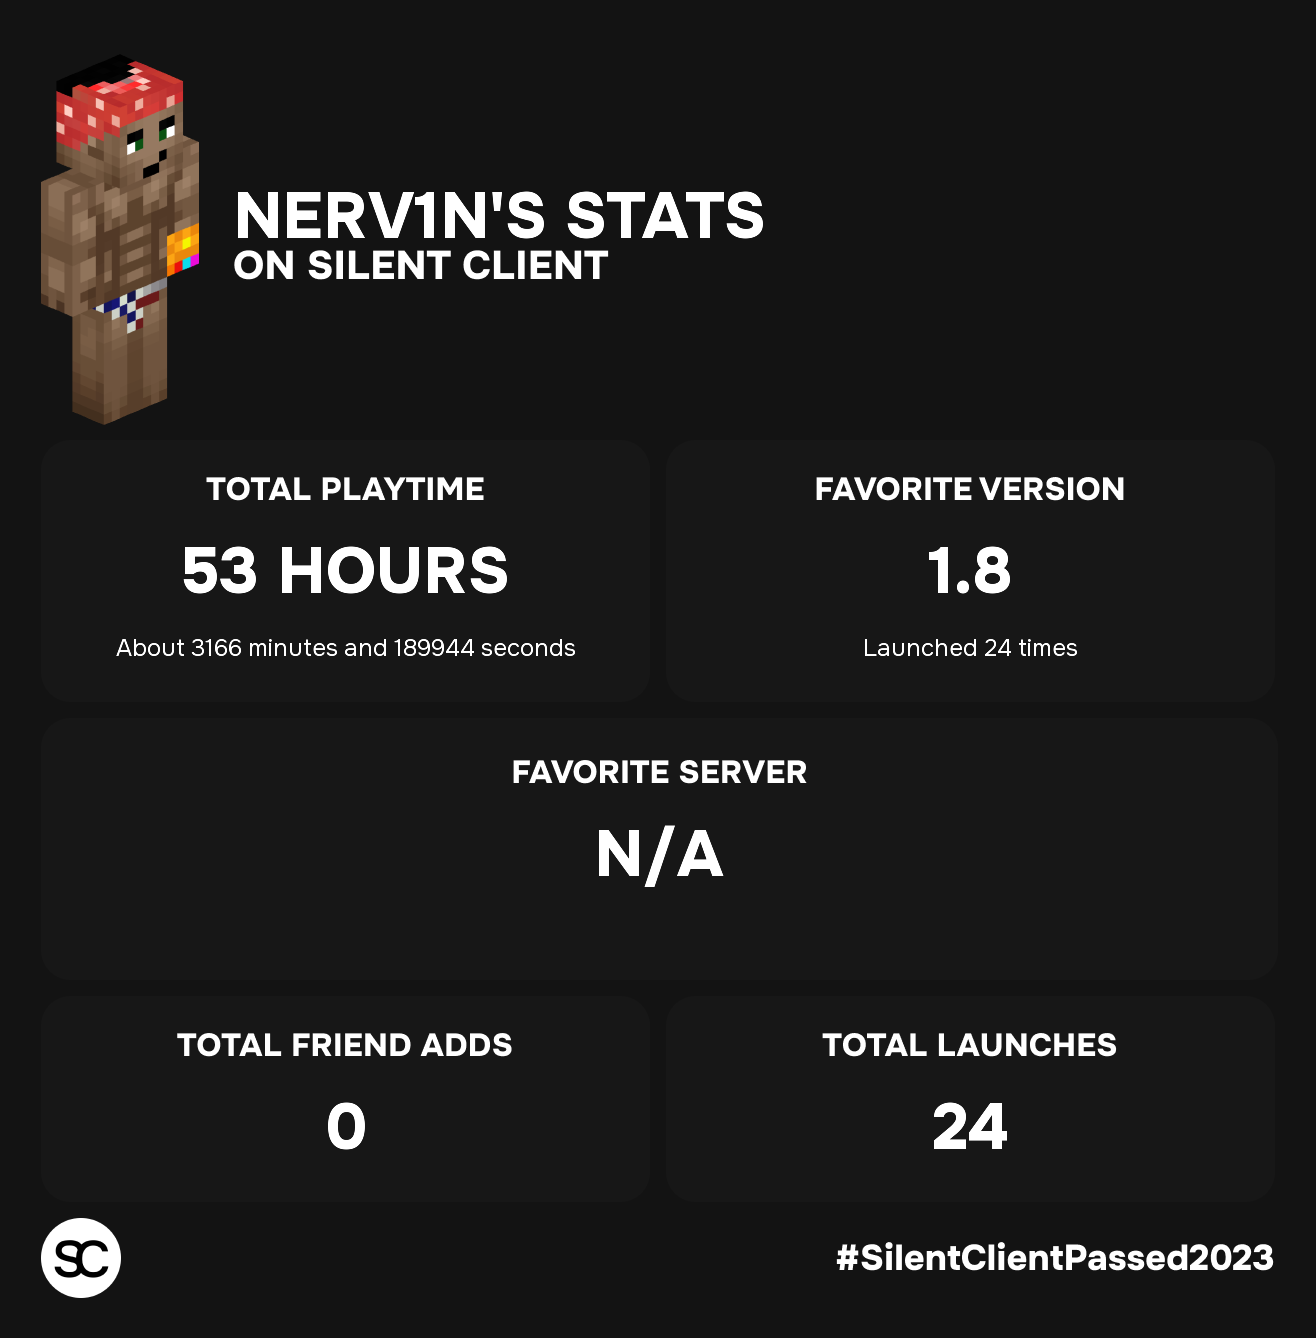 NERV1N'S STATS
ON SILENT CLIENT
TOTAL PLAYTIME
53 HOURS
About 3166 minutes and 189944 seconds
FAVORITE VERSION
1.8
Launched 24 times
FAVORITE SERVER
N/A
TOTAL FRIEND ADDS
0
TOTAL LAUNCHES
24
SC
#SilentClientPassed2023